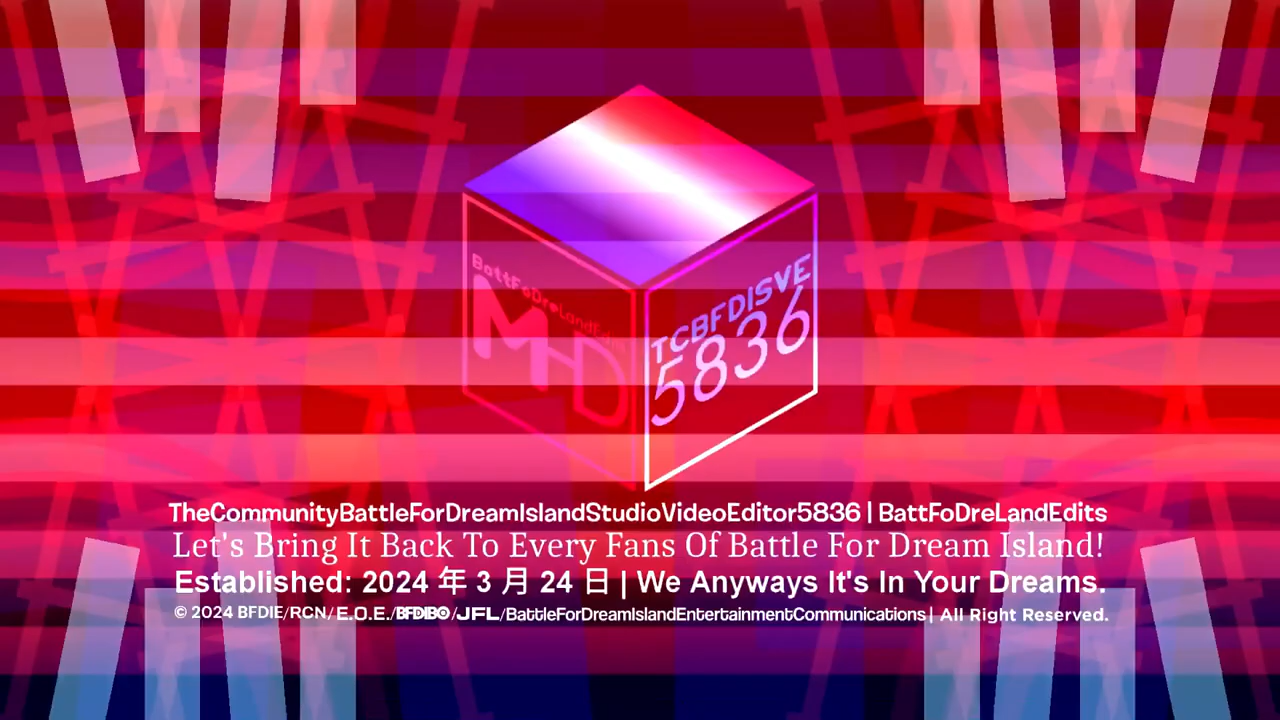 BattFoDreLandEdits
MHD
TCBFDISVE
5836
TheCommunityBattleForDreamIslandStudioVideoEditor5836 | BattFoDreLandEdits
Let's Bring It Back To Every Fans Of Battle For Dream Island!
Established: 2024 年 3 月 24 日 | We Anyways It's In Your Dreams.
© 2024 BFDIE/RCN/E.O.E./BFDIBO/JFL/BattleForDreamIslandEntertainmentCommunications | All Right Reserved.